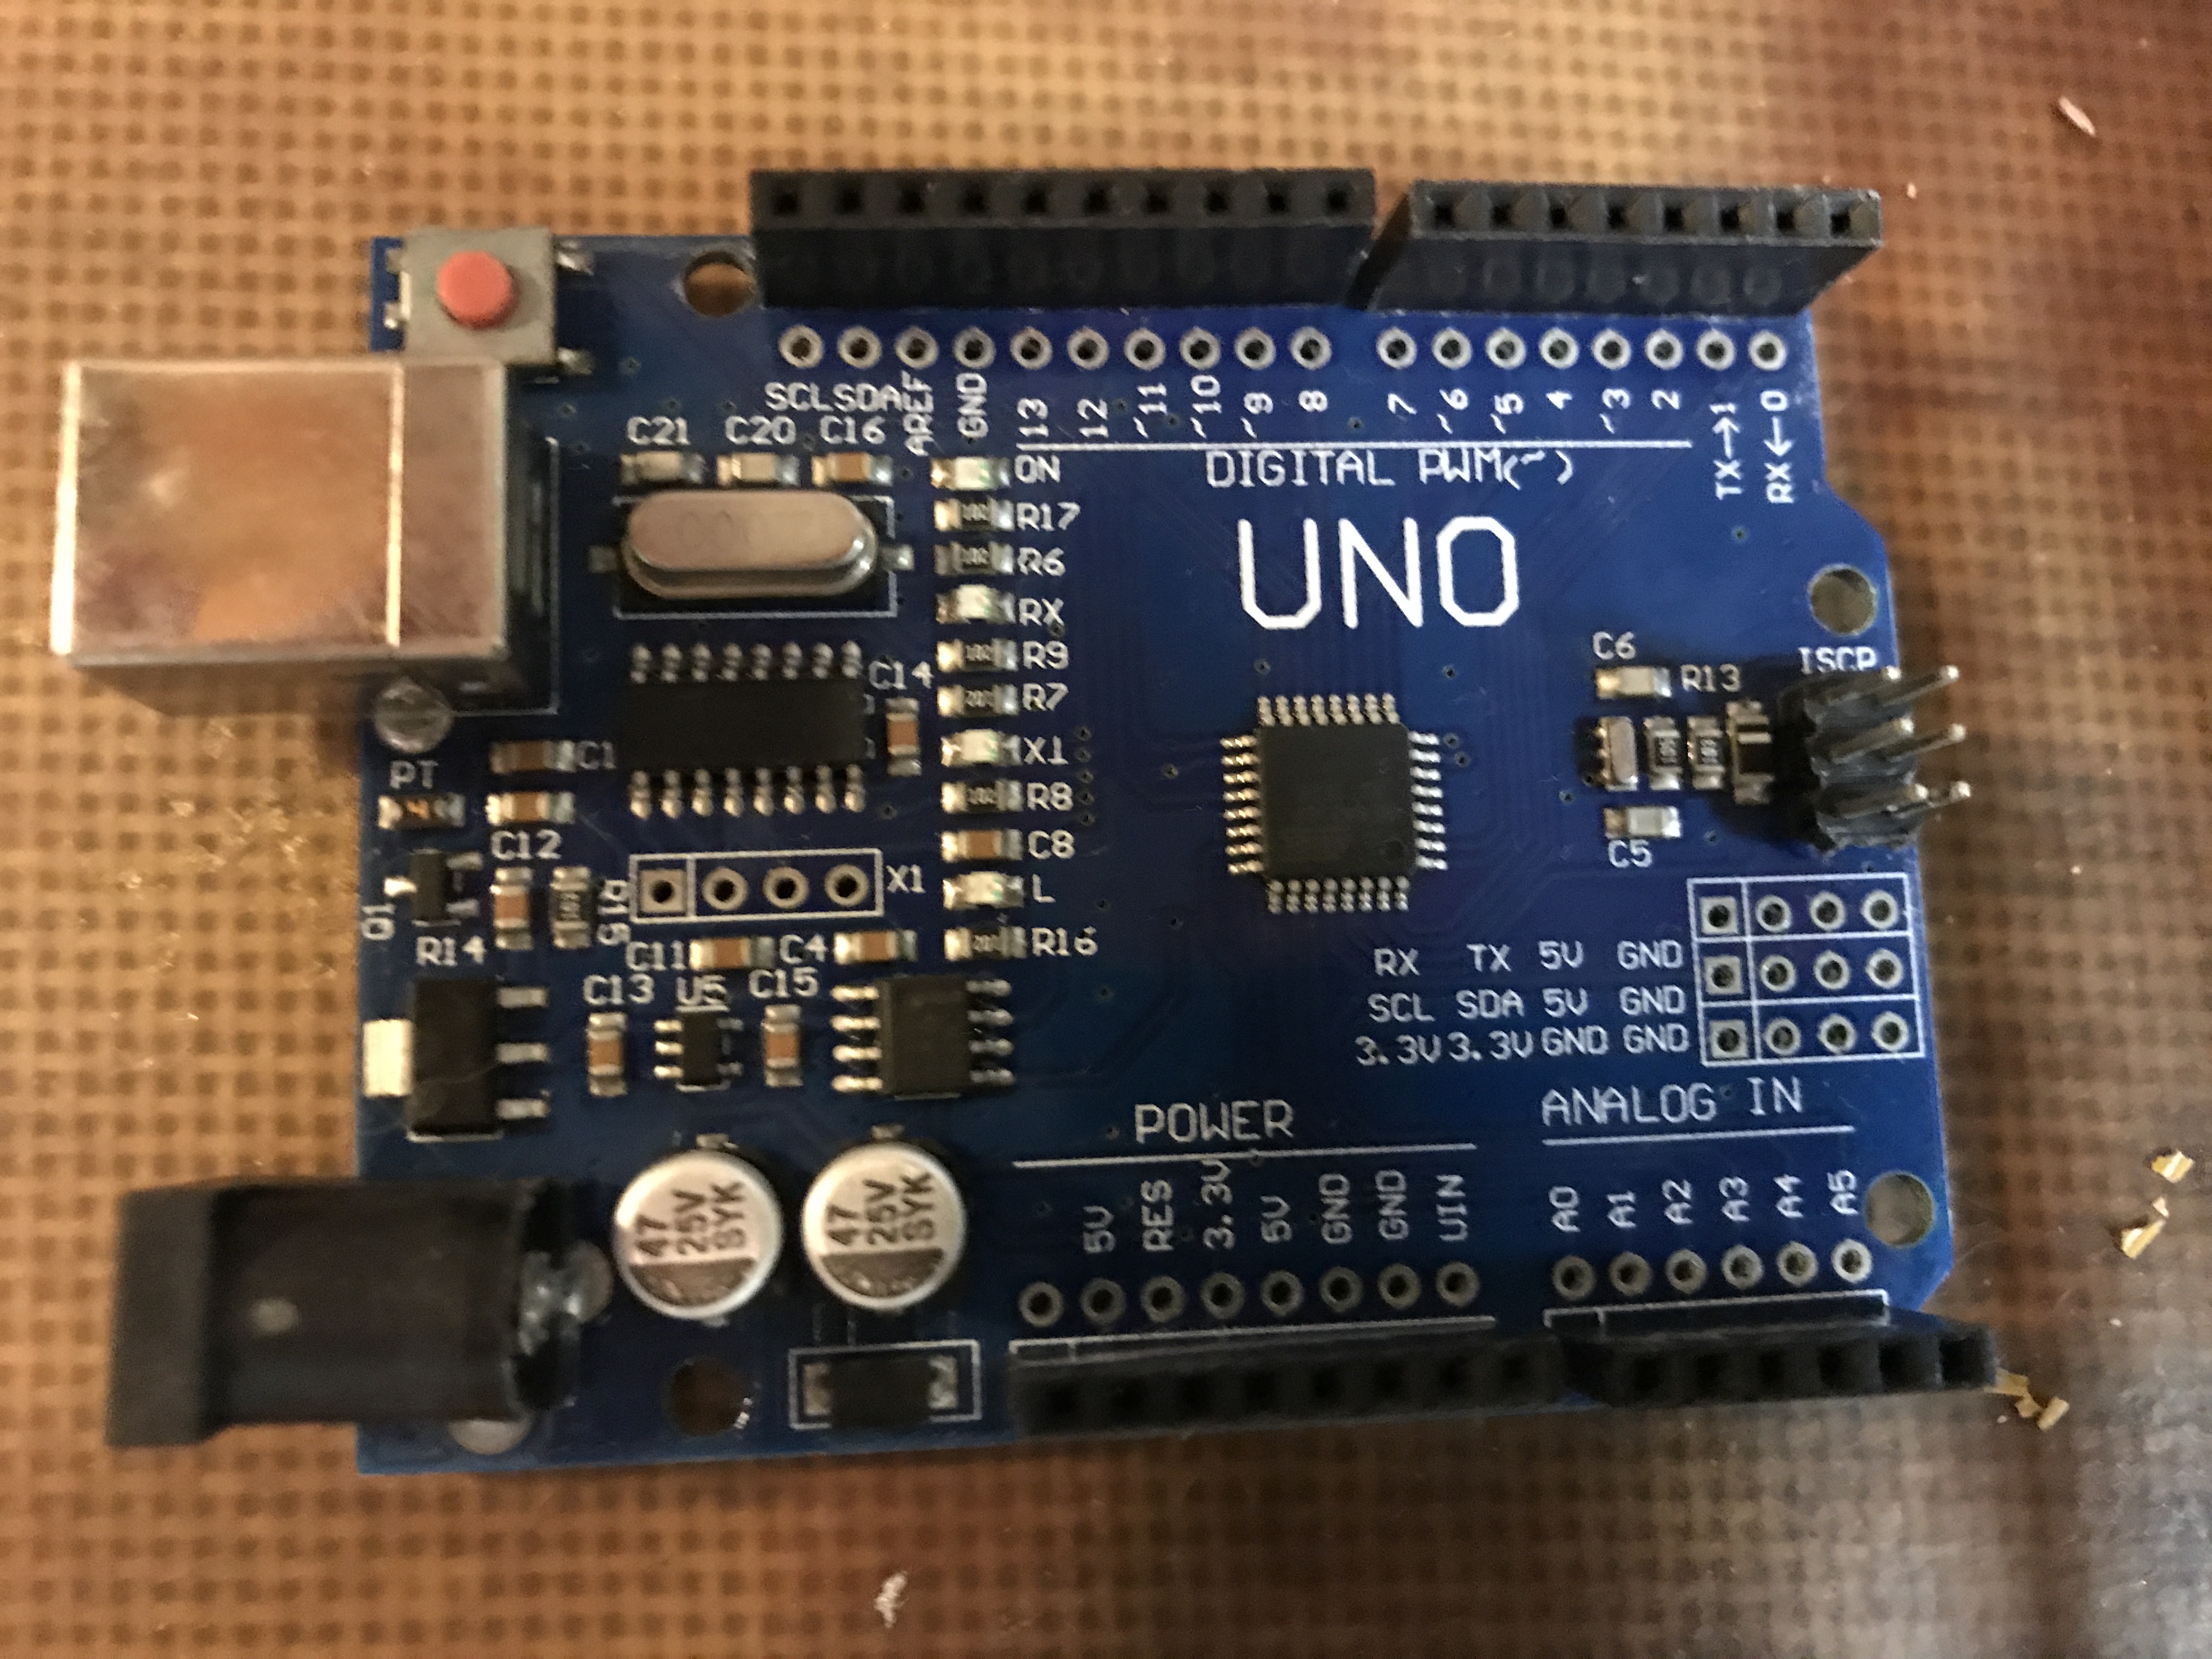 SCL SDA AREF GND 13 12 ~11 ~10 ~9 8 7 ~6 ~5 4 ~3 2 TX→1 RX←0
C21 C20 C16
ON
DIGITAL PWM(~)
R17
UNO
R6
RX
R9
C6
ISCP
C14
R7
R13
X1
C1
PT
R8
C12
C8
C5
X1
L
Q1
R14
C11
C4
R16
RX TX 5V GND
C13 U5 C15
SCL SDA 5V GND
3.3V 3.3V GND GND
POWER
ANALOG IN
5V RES 3.3V 5V GND GND VIN
A0 A1 A2 A3 A4 A5
47
25V
SYK
47
25V
SYK